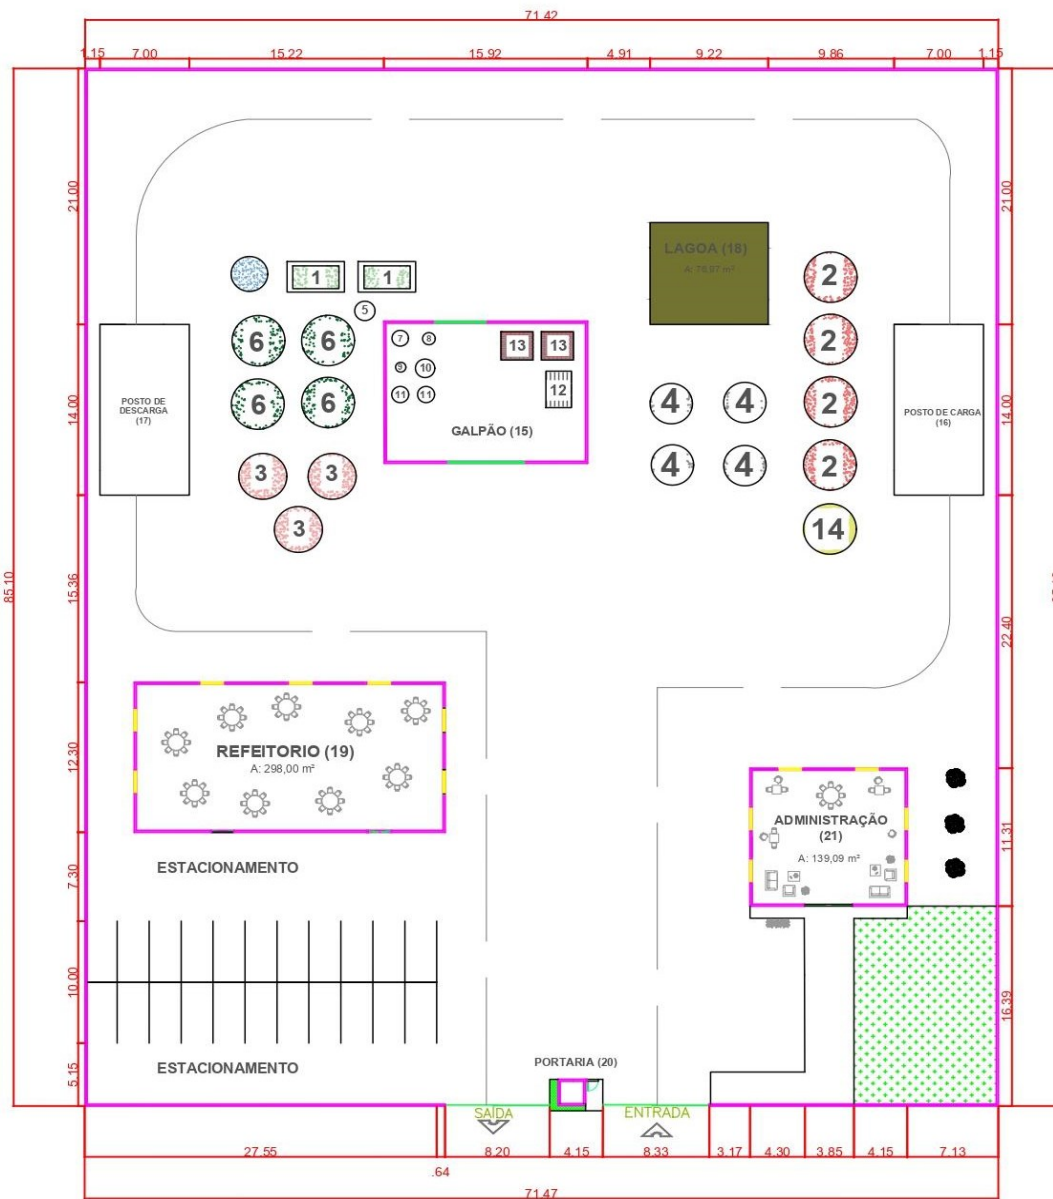 71.42
1.15 7.00 15.22 15.92 4.91 9.22 9.86 7.00 1.15
21.00
21.00
LAGOA (18)
A: 76,97 m²
1 1
2
5
6 6
2
7 8
13 13
9 10
12
11 11
6 6
4 4
2
POSTO DE
DESCARGA
(17)
14.00
GALPÃO (15)
POSTO DE CARGA
(16)
14.00
3 3
4 4
2
3
14
85.10
15.36
22.40
12.30
REFEITORIO (19)
A: 298,00 m²
ADMINISTRAÇÃO
(21)
A: 139,09 m²
11.31
7.30
ESTACIONAMENTO
10.00
16.39
5.15
ESTACIONAMENTO
PORTARIA (20)
SAÍDA
ENTRADA
27.55 8.20 4.15 8.33 3.17 4.30 3.85 4.15 7.13
.64
71.47